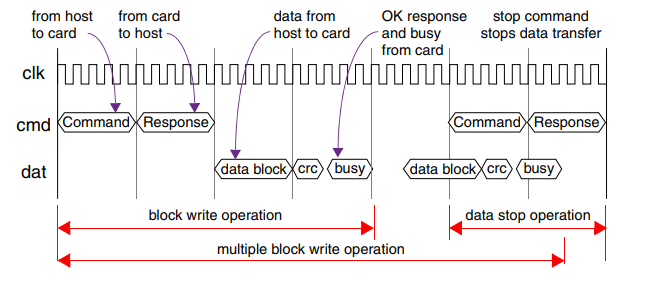 from host
to card
from card
to host
data from
host to card
OK response
and busy
from card
stop command
stops data transfer
clk
cmd
Command
Response
Command
Response
dat
data block
crc
busy
data block
crc
busy
block write operation
data stop operation
multiple block write operation